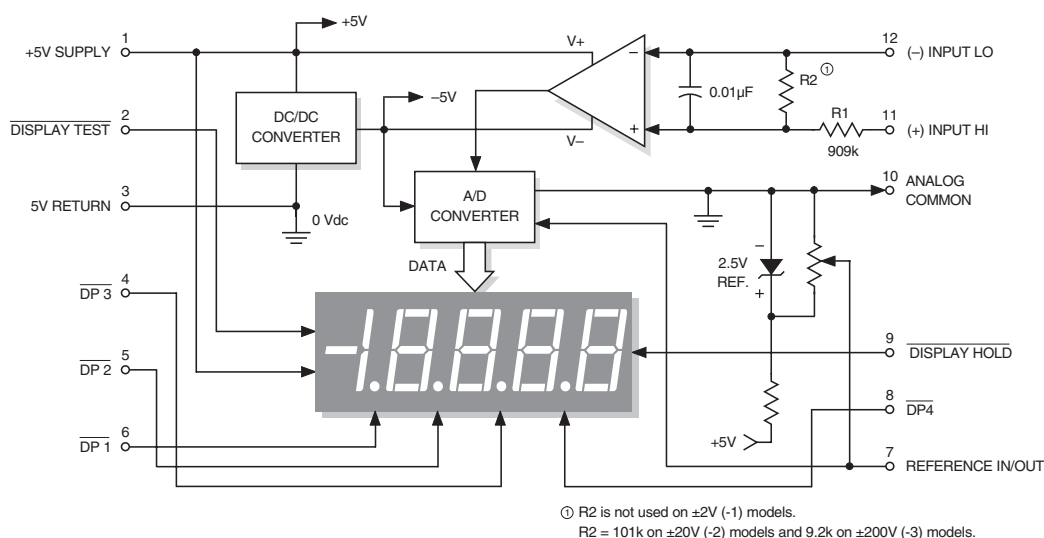 +5V
1
+5V SUPPLY
V+
12
(–) INPUT LO
–
R2 ①
0.01µF
–5V
DC/DC
CONVERTER
2
DISPLAY TEST
R1
11
(+) INPUT HI
+
909k
V–
10
ANALOG
COMMON
A/D
CONVERTER
3
5V RETURN
0 Vdc
–
2.5V
REF.
+
DATA
4
DP 3
-1.8.8.8.8
9
DISPLAY HOLD
5
DP 2
8
DP4
6
DP 1
+5V
7
REFERENCE IN/OUT
① R2 is not used on ±2V (-1) models.
R2 = 101k on ±20V (-2) models and 9.2k on ±200V (-3) models.